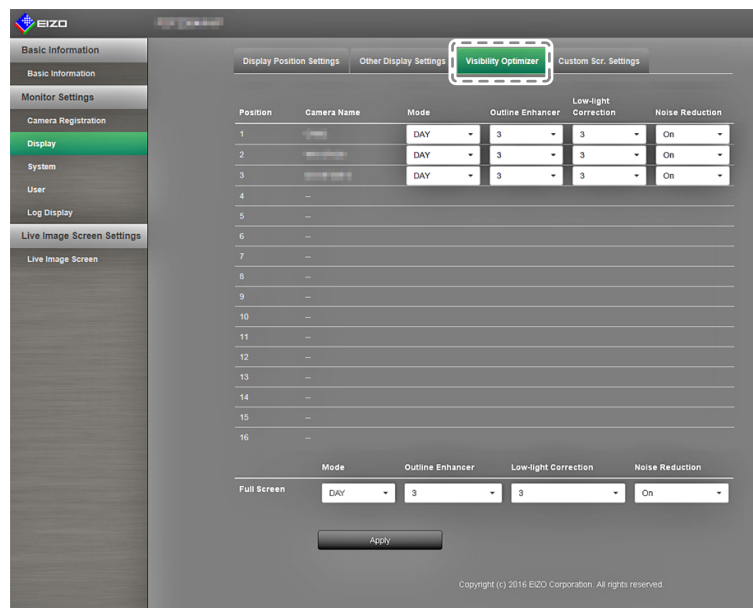 EIZO
Basic Information
Basic Information
Monitor Settings
Camera Registration
Display
System
User
Log Display
Live Image Screen Settings
Live Image Screen
Display Position Settings Other Display Settings Visibility Optimizer Custom Scr. Settings
Position Camera Name Mode Outline Enhancer Low-light Correction Noise Reduction
1 DAY 3 3 On
2 DAY 3 3 On
3 DAY 3 3 On
4 --
5 --
6 --
7 --
8 --
9 --
10 --
11 --
12 --
13 --
14 --
15 --
16 --
Mode Outline Enhancer Low-light Correction Noise Reduction
Full Screen DAY 3 3 On
Apply
Copyright (c) 2016 EIZO Corporation. All rights reserved.